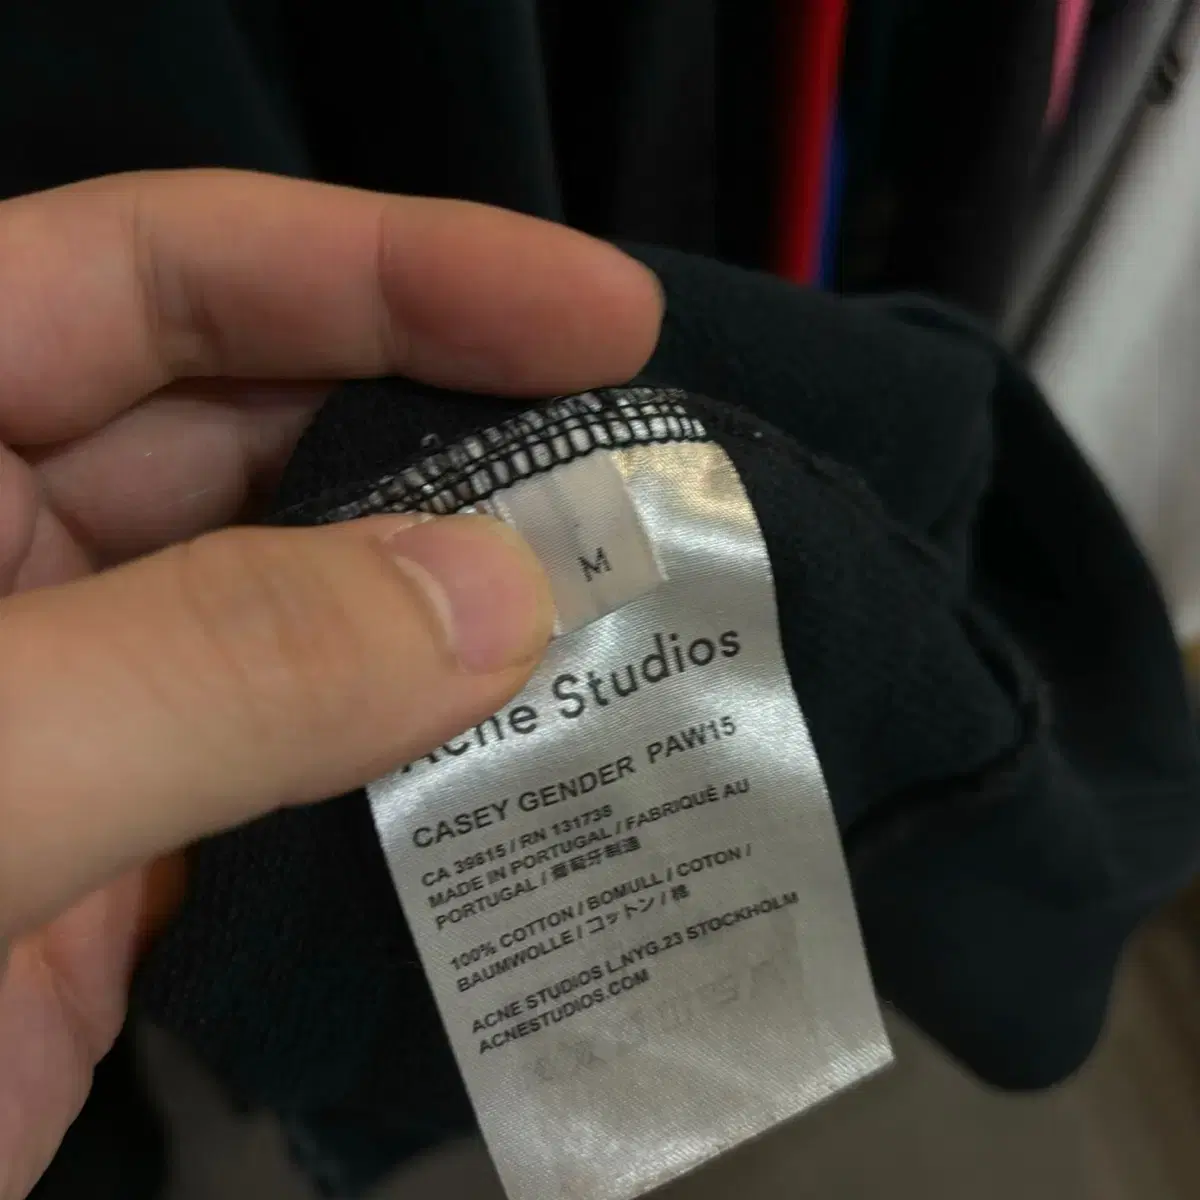 M
Acne Studios
CASEY GENDER PAW15
CA 39815 / RN 131738
MADE IN PORTUGAL / FABRIQUÉ AU
PORTUGAL / 葡萄牙制造
100% COTTON / BOMULL / COTON /
BAUMWOLLE / コットン / 棉
ACNE STUDIOS L.NYG.23 STOCKHOLM
ACNESTUDIOS.COM